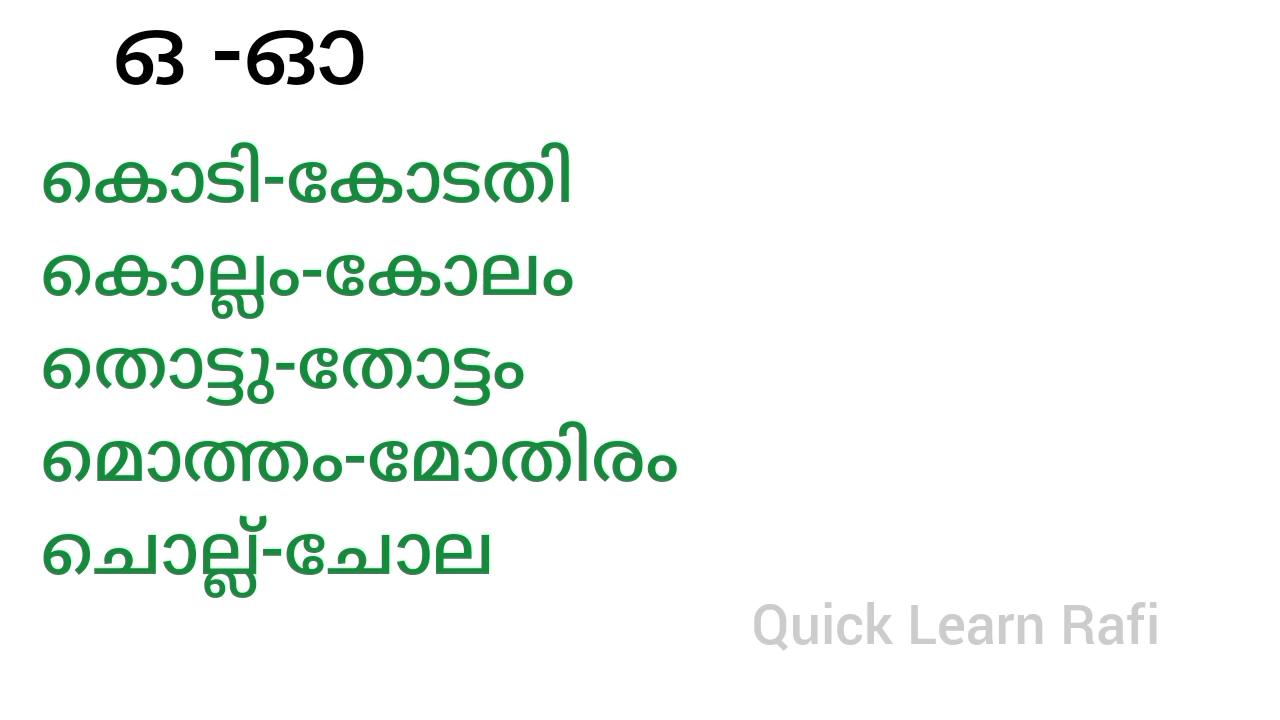 ഒ -ഓ
കൊടി-കോടതി
കൊല്ലം-കോലം
തൊട്ടു-തോട്ടം
മൊത്തം-മോതിരം
ചൊല്ല്-ചോല
Quick Learn Rafi